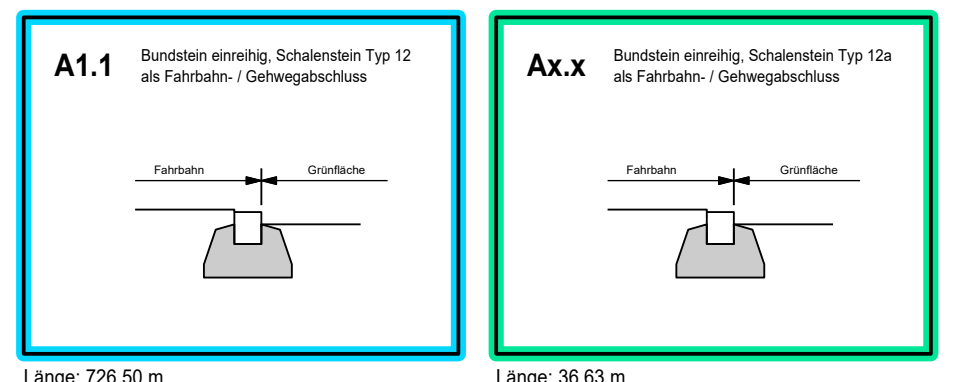 A1.1
Bundstein einreihig, Schalenstein Typ 12
als Fahrbahn- / Gehwegabschluss
Fahrbahn
Grünfläche
Länge: 726.50 m
Ax.x
Bundstein einreihig, Schalenstein Typ 12a
als Fahrbahn- / Gehwegabschluss
Fahrbahn
Grünfläche
Länge: 36.63 m